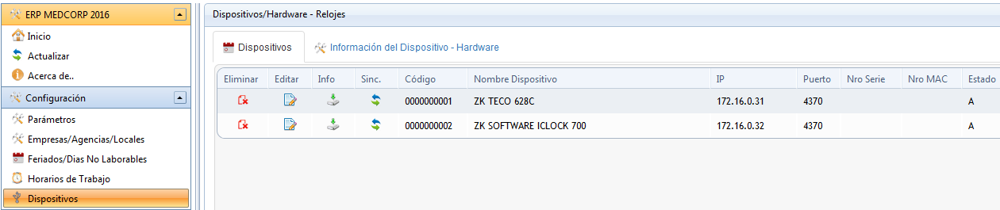 ERP MEDCORP 2016
Inicio
Actualizar
Acerca de..
Configuración
Parámetros
Empresas/Agencias/Locales
Feriados/Dias No Laborables
Horarios de Trabajo
Dispositivos
Dispositivos/Hardware - Relojes
Dispositivos Información del Dispositivo - Hardware
Eliminar Editar Info Sinc. Código Nombre Dispositivo IP Puerto Nro Serie Nro MAC Estado
0000000001 ZK TECO 628C 172.16.0.31 4370 A
0000000002 ZK SOFTWARE ICLOCK 700 172.16.0.32 4370 A